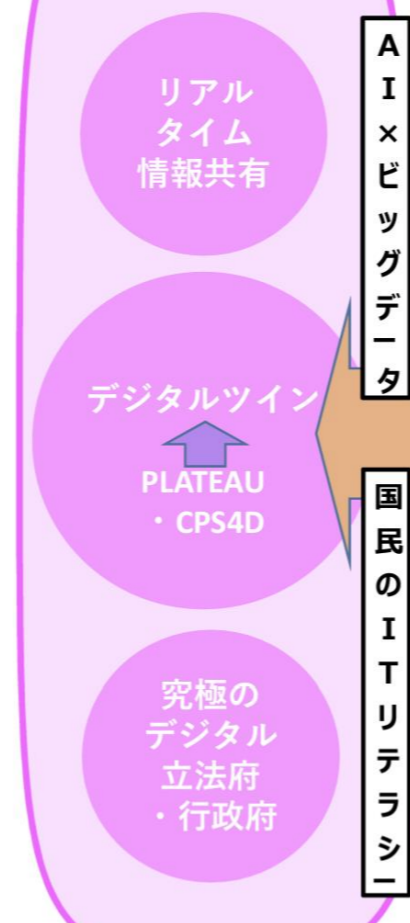 リアル
タイム
情報共有
デジタルツイン
PLATEAU
・CPS4D
究極の
デジタル
立法府
・行政府
AI×ビッグデータ
国民のITリテラシー